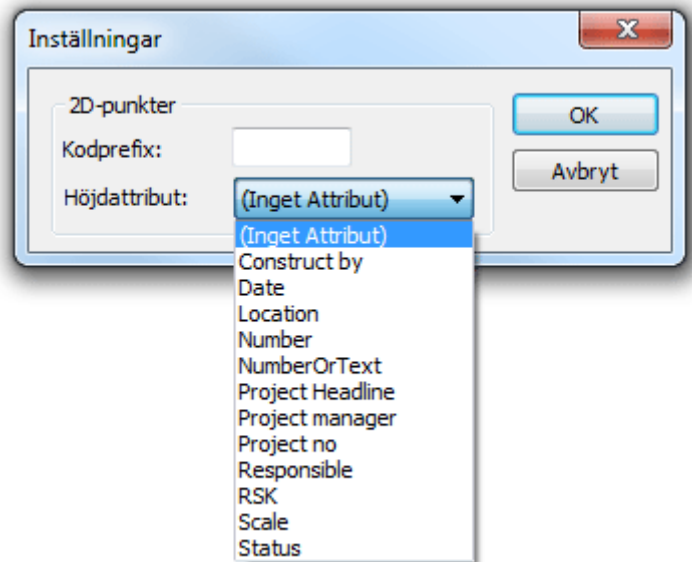 Inställningar
2D-punkter
Kodprefix:
OK
Avbryt
Höjdattribut:
(Inget Attribut)
(Inget Attribut)
Construct by
Date
Location
Number
NumberOrText
Project Headline
Project manager
Project no
Responsible
RSK
Scale
Status